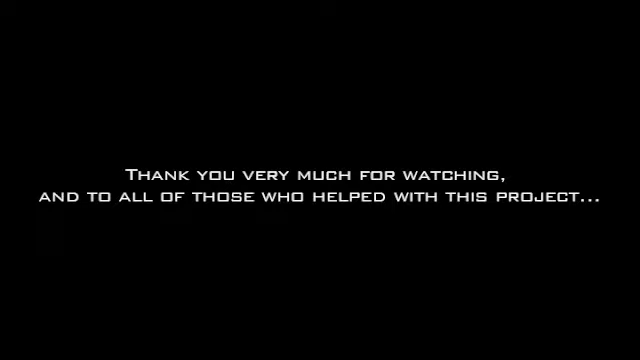 Thank you very much for watching,
and to all of those who helped with this project...